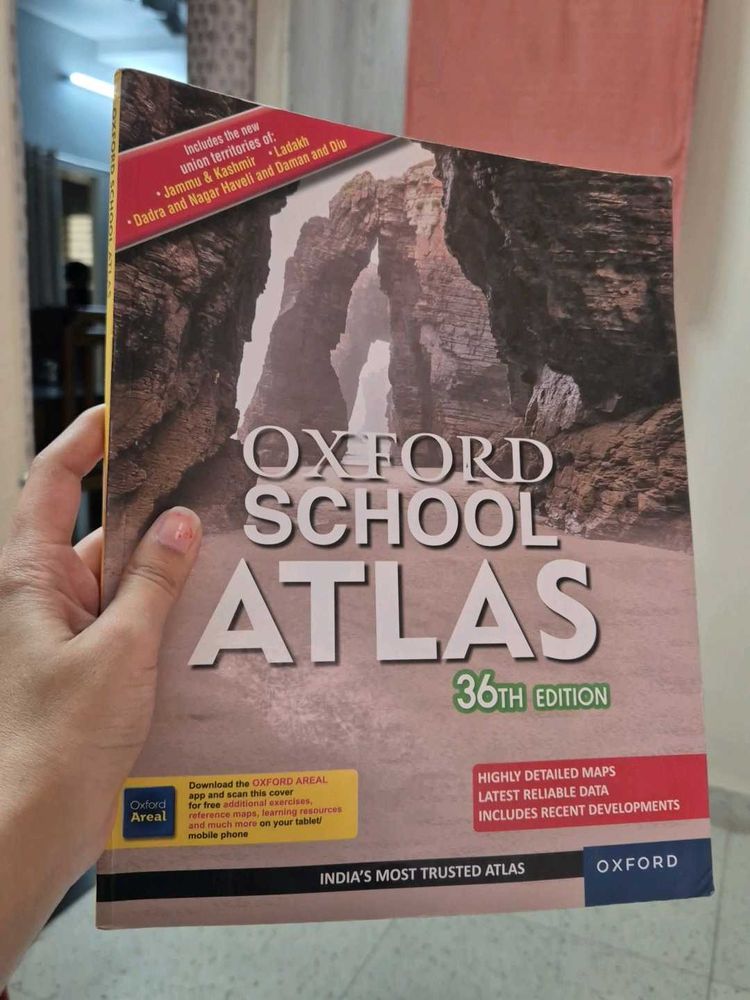 OXFORD SCHOOL ATLAS
Includes the new
union territories of:
• Jammu & Kashmir • Ladakh
• Dadra and Nagar Haveli and Daman and Diu
OXFORD
SCHOOL
ATLAS
36TH EDITION
Oxford
Areal
Download the OXFORD AREAL
app and scan this cover
for free additional exercises,
reference maps, learning resources
and much more on your tablet/
mobile phone
HIGHLY DETAILED MAPS
LATEST RELIABLE DATA
INCLUDES RECENT DEVELOPMENTS
INDIA'S MOST TRUSTED ATLAS
OXFORD